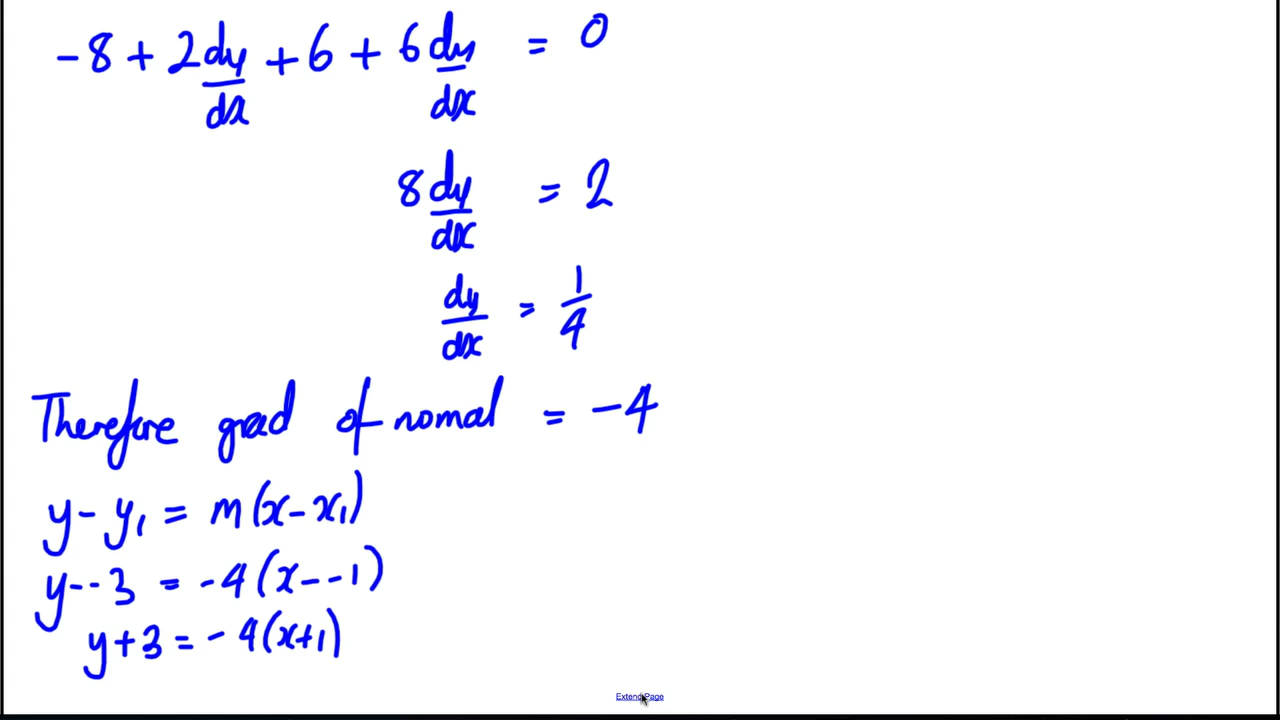 -8 + 2dy/dx + 6 + 6dy/dx = 0
8dy/dx = 2
dy/dx = 1/4
Therefore grad of nomal = -4
y - y₁ = m(x - x₁)
y - -3 = -4(x - -1)
y + 3 = -4(x+1)
Extend Page